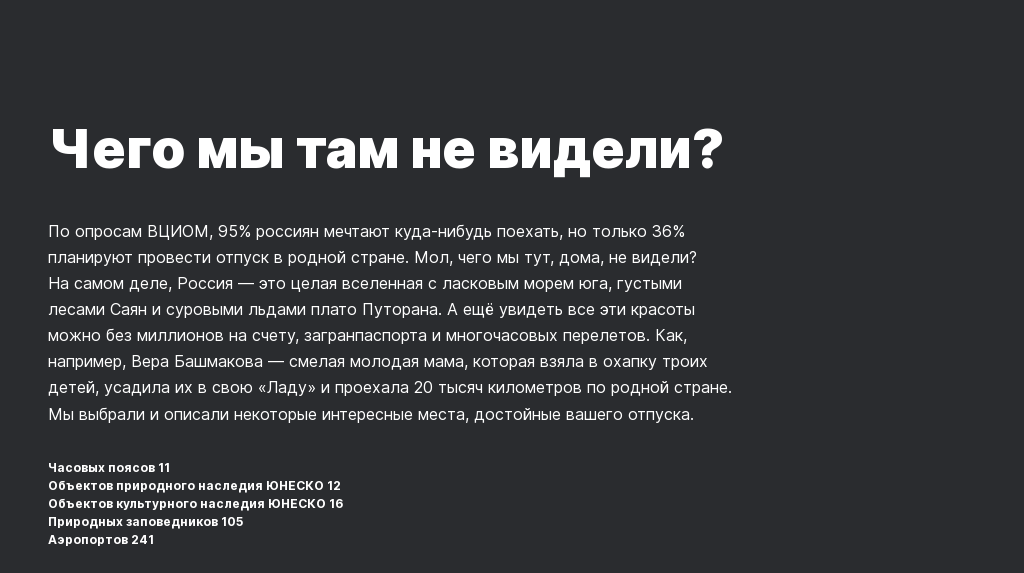 Чего мы там не видели?
По опросам ВЦИОМ, 95% россиян мечтают куда-нибудь поехать, но только 36%
планируют провести отпуск в родной стране. Мол, чего мы тут, дома, не видели?
На самом деле, Россия — это целая вселенная с ласковым морем юга, густыми
лесами Саян и суровыми льдами плато Путорана. А ещё увидеть все эти красоты
можно без миллионов на счету, загранпаспорта и многочасовых перелетов. Как,
например, Вера Башмакова — смелая молодая мама, которая взяла в охапку троих
детей, усадила их в свою «Ладу» и проехала 20 тысяч километров по родной стране.
Мы выбрали и описали некоторые интересные места, достойные вашего отпуска.
Часовых поясов 11
Объектов природного наследия ЮНЕСКО 12
Объектов культурного наследия ЮНЕСКО 16
Природных заповедников 105
Аэропортов 241